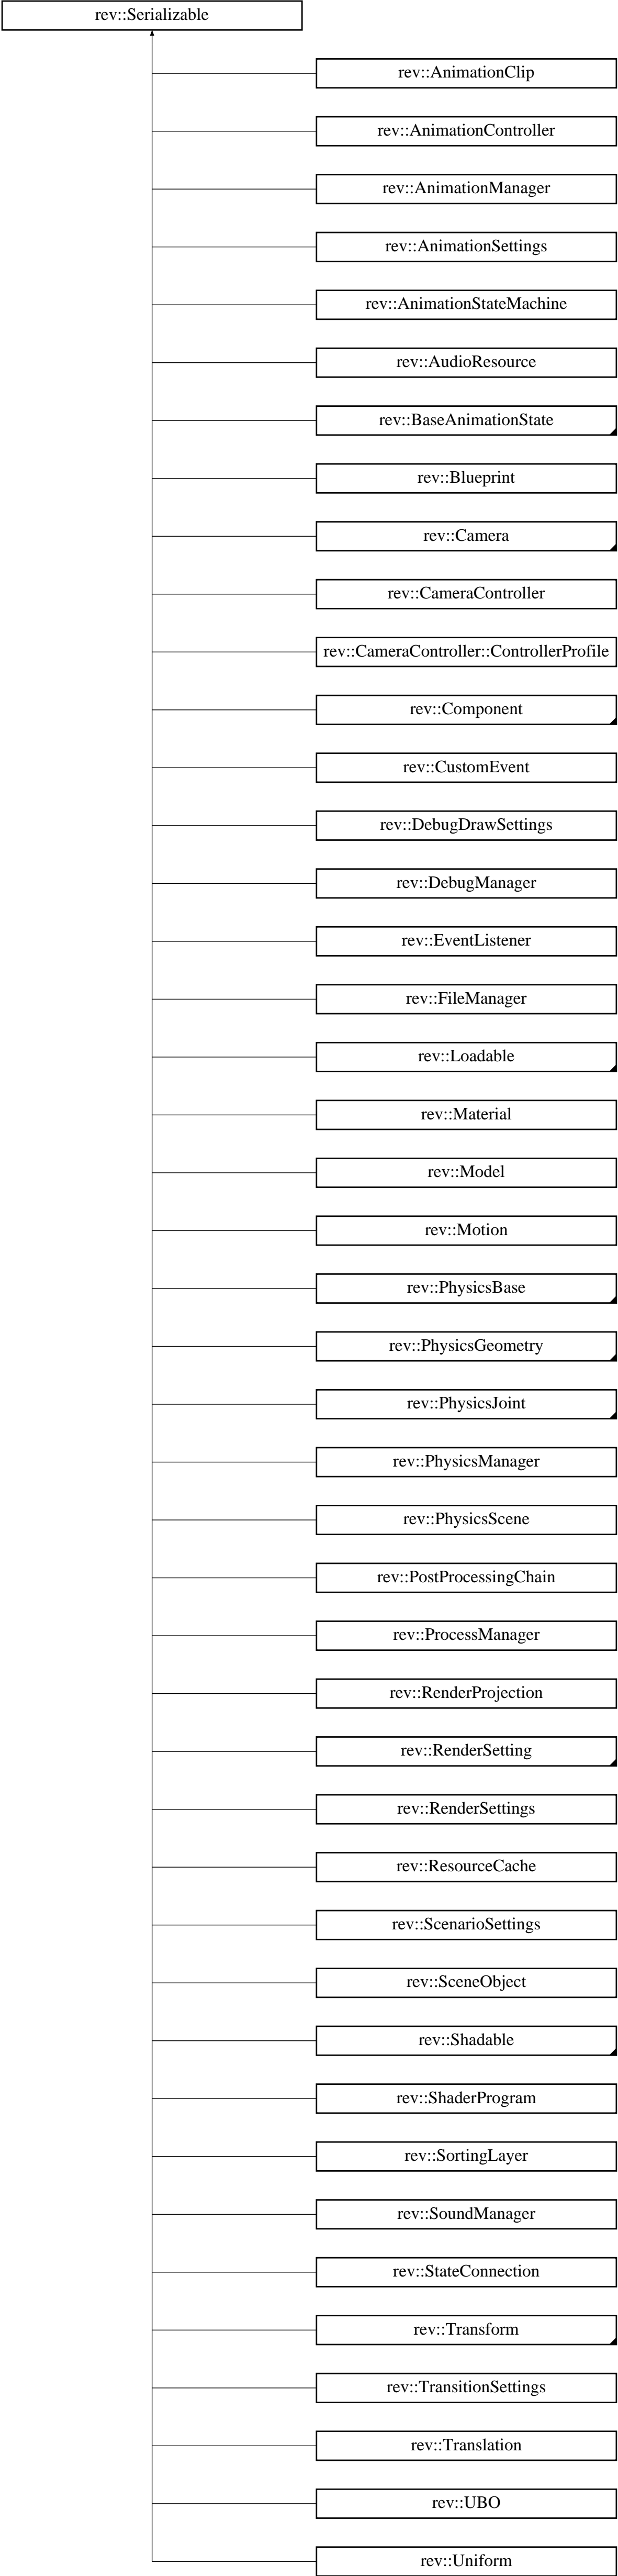 rev::Serializable
rev::AnimationClip
rev::AnimationController
rev::AnimationManager
rev::AnimationSettings
rev::AnimationStateMachine
rev::AudioResource
rev::BaseAnimationState
rev::Blueprint
rev::Camera
rev::CameraController
rev::CameraController::ControllerProfile
rev::Component
rev::CustomEvent
rev::DebugDrawSettings
rev::DebugManager
rev::EventListener
rev::FileManager
rev::Loadable
rev::Material
rev::Model
rev::Motion
rev::PhysicsBase
rev::PhysicsGeometry
rev::PhysicsJoint
rev::PhysicsManager
rev::PhysicsScene
rev::PostProcessingChain
rev::ProcessManager
rev::RenderProjection
rev::RenderSetting
rev::RenderSettings
rev::ResourceCache
rev::ScenarioSettings
rev::SceneObject
rev::Shadable
rev::ShaderProgram
rev::SortingLayer
rev::SoundManager
rev::StateConnection
rev::Transform
rev::TransitionSettings
rev::Translation
rev::UBO
rev::Uniform